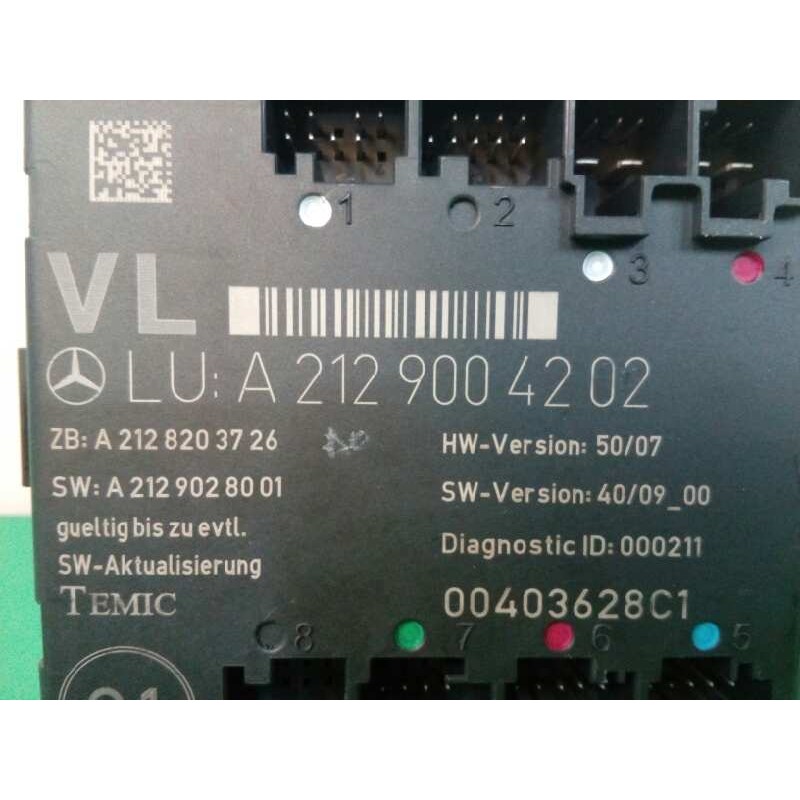 1 2
3 4
VL
LU: A 212 900 42 02
ZB: A 212 820 37 26
HW-Version: 50/07
SW: A 212 902 80 01
SW-Version: 40/09_00
gueltig bis zu evtl.
SW-Aktualisierung
Diagnostic ID: 000211
TEMIC
00403628C1
8 7 6 5